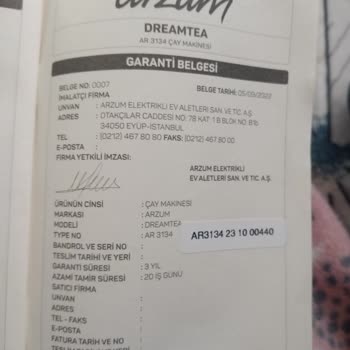 arzum
DREAMTEA
AR 3134 ÇAY MAKİNESİ
GARANTİ BELGESİ
BELGE NO: 0007 BELGE TARİHİ: 05/09/2022
İMALATÇI FİRMA
UNVAN : ARZUM ELEKTRİKLİ EV ALETLERİ SAN. VE TİC. A.Ş.
ADRES : OTAKÇILAR CADDESİ NO: 78 KAT 1 B BLOK NO: B1b
34050 EYÜP-İSTANBUL
TEL : (0212) 467 80 80 FAKS: (0212) 467 80 00
E-POSTA :
FİRMA YETKİLİ İMZASI:
ARZUM ELEKTRİKLİ
EV ALETLERİ SAN. VE TİC. A.Ş.
ÜRÜNÜN CİNSİ : ÇAY MAKİNESİ
MARKASI : ARZUM
MODELİ : DREAMTEA
TYPE NO : AR 3134
AR3134 23 10 00440
BANDROL VE SERİ NO :
TESLİM TARİHİ VE YERİ :
GARANTİ SÜRESİ : 3 YIL
AZAMİ TAMİR SÜRESİ : 20 İŞ GÜNÜ
SATICI FİRMA
UNVAN :
ADRES :
TEL - FAKS :
E-POSTA :
FATURA TARİH VE NO :